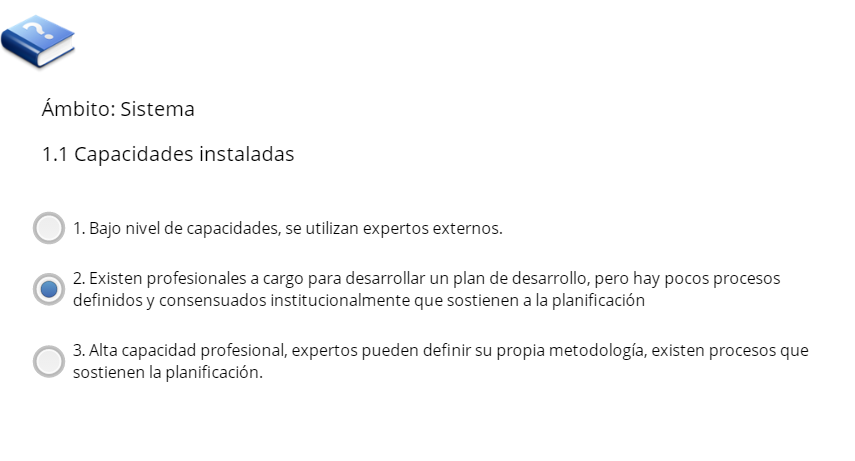 Ámbito: Sistema
1.1 Capacidades instaladas
1. Bajo nivel de capacidades, se utilizan expertos externos.
2. Existen profesionales a cargo para desarrollar un plan de desarrollo, pero hay pocos procesos
definidos y consensuados institucionalmente que sostienen a la planificación
3. Alta capacidad profesional, expertos pueden definir su propia metodología, existen procesos que
sostienen la planificación.